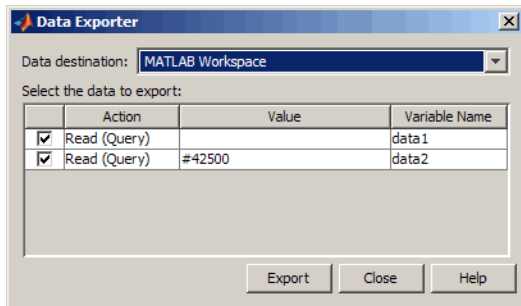 Data Exporter
Data destination: MATLAB Workspace
Select the data to export:
Action Value Variable Name
Read (Query) data1
Read (Query) #42500 data2
Export Close Help